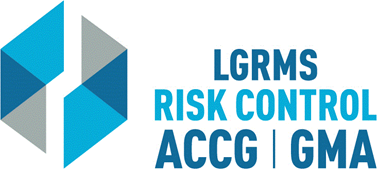 LGRMS
RISK CONTROL
ACCG | GMA